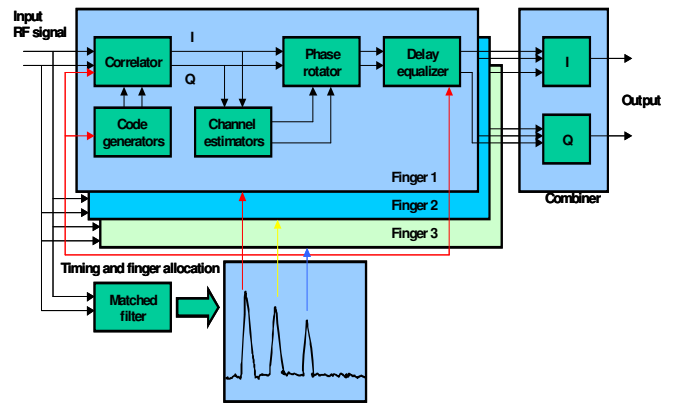 Input
RF signal
I
Q
Correlator
Phase
rotator
Delay
equalizer
I
Output
Code
generators
Channel
estimators
Q
Finger 1
Combiner
Finger 2
Finger 3
Timing and finger allocation
Matched
filter